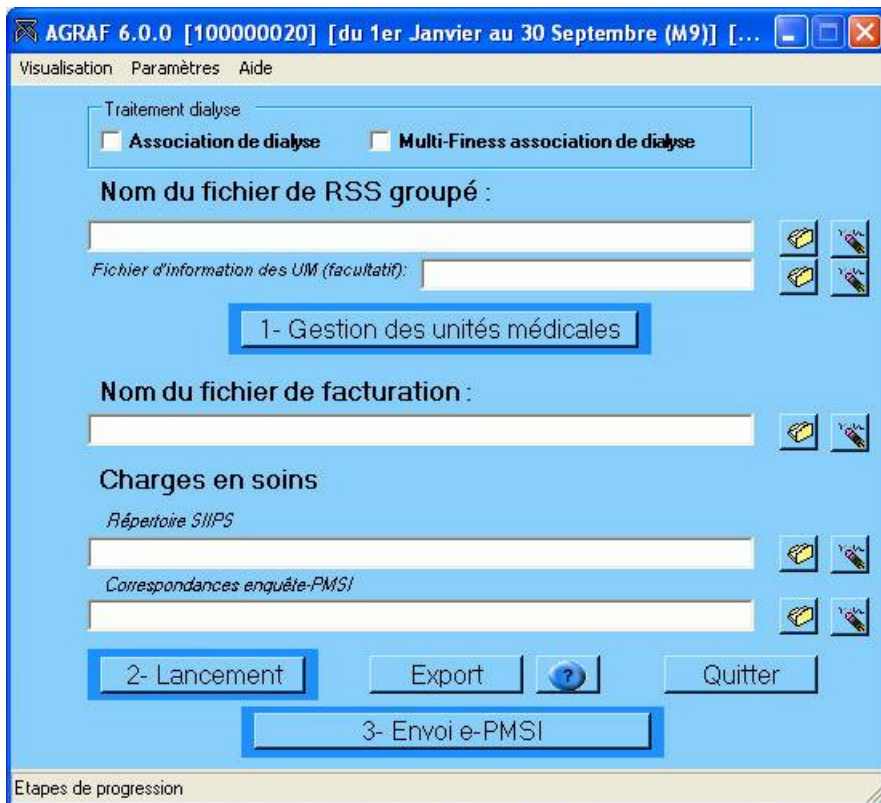 AGRAF 6.0.0 [100000020] [du 1er Janvier au 30 Septembre (M9)] [...
Visualisation Paramètres Aide
Traitement dialyse
Association de dialyse Multi-Finess association de dialyse
Nom du fichier de RSS groupé :
Fichier d'information des UM (facultatif):
1- Gestion des unités médicales
Nom du fichier de facturation :
Charges en soins
Répertoire SIIPS
Correspondances enquête-PMSI
2- Lancement Export ? Quitter
3- Envoi e-PMSI
Etapes de progression